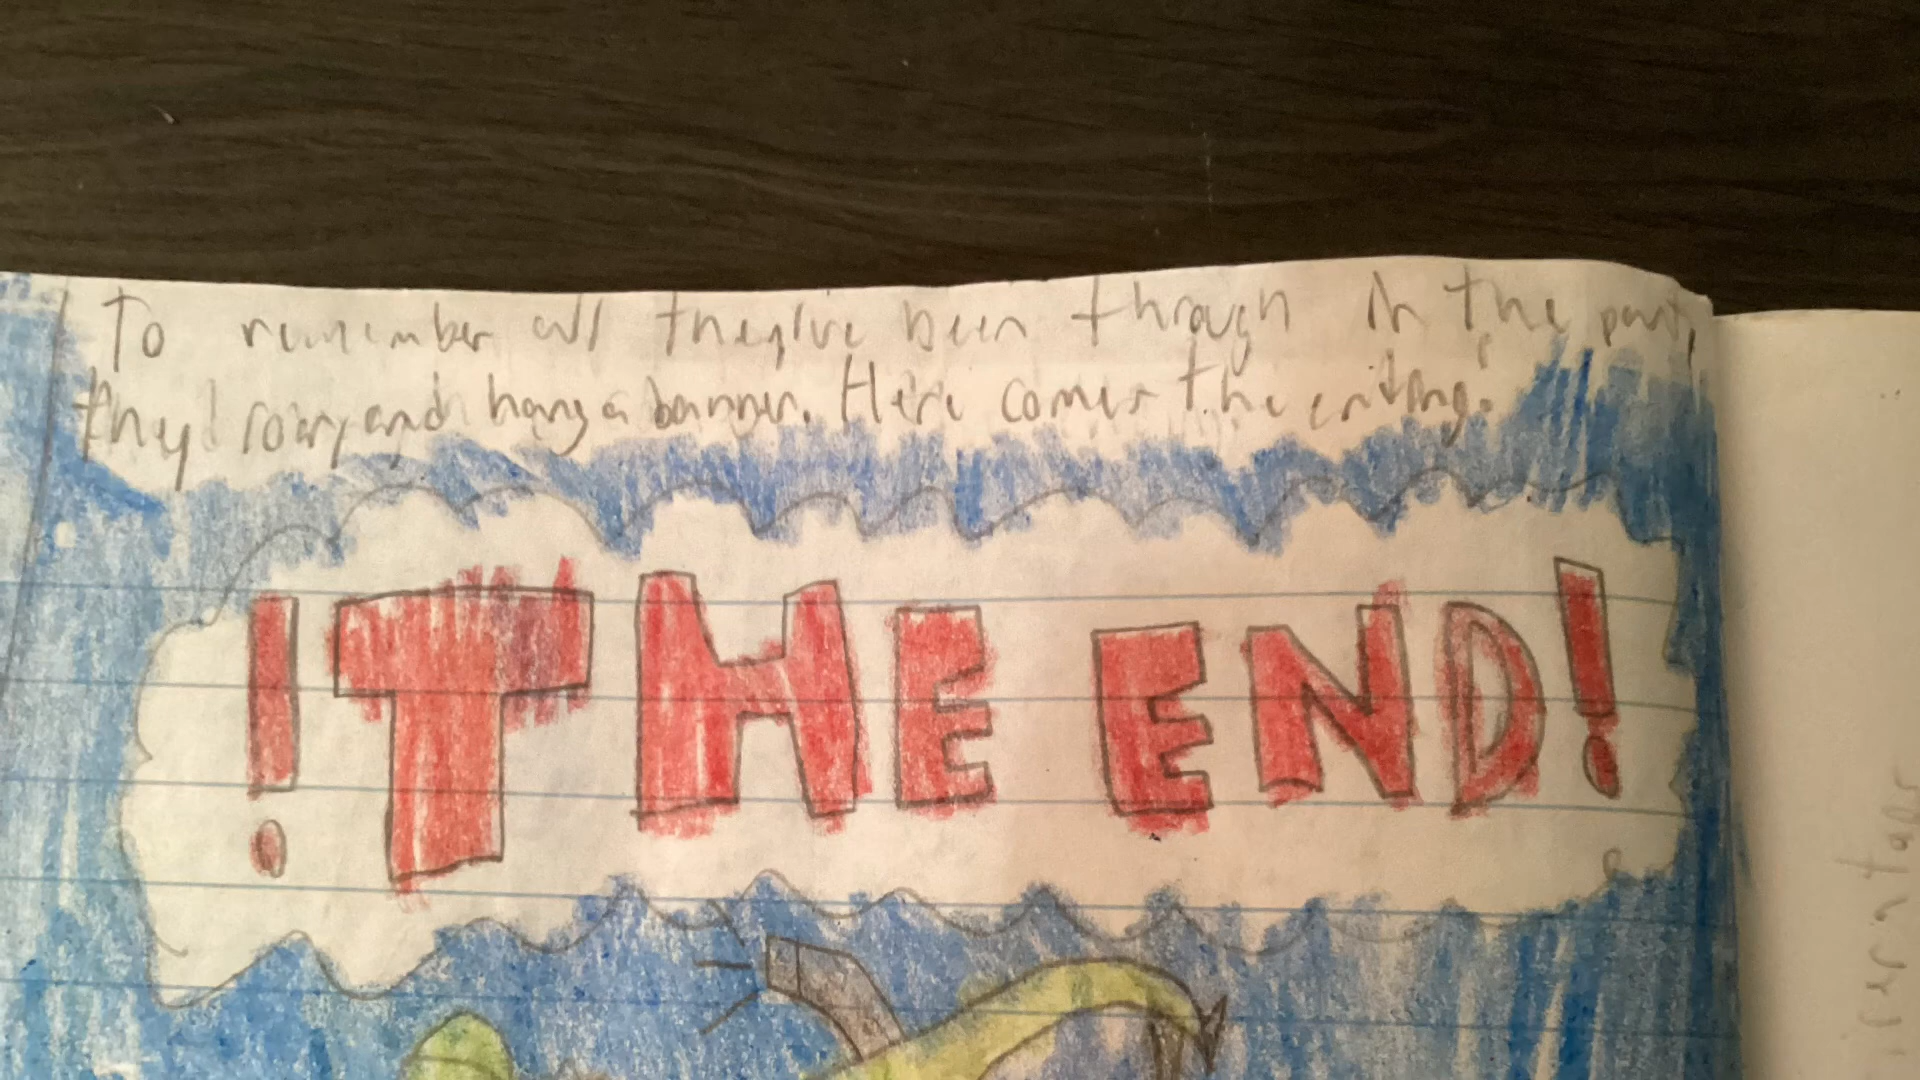 To remember all they've been through in the past,
they roar, and hang a banner. Here comes the ending!
! THE END!